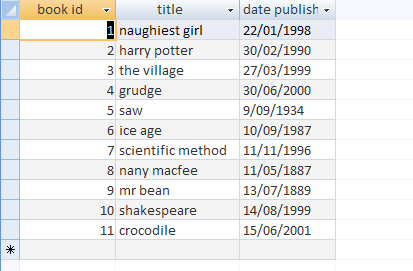 book id title date publish
1 naughiest girl 22/01/1998
2 harry potter 30/02/1990
3 the village 27/03/1999
4 grudge 30/06/2000
5 saw 9/09/1934
6 ice age 10/09/1987
7 scientific method 11/11/1996
8 nany macfee 11/05/1887
9 mr bean 13/07/1889
10 shakespeare 14/08/1999
11 crocodile 15/06/2001